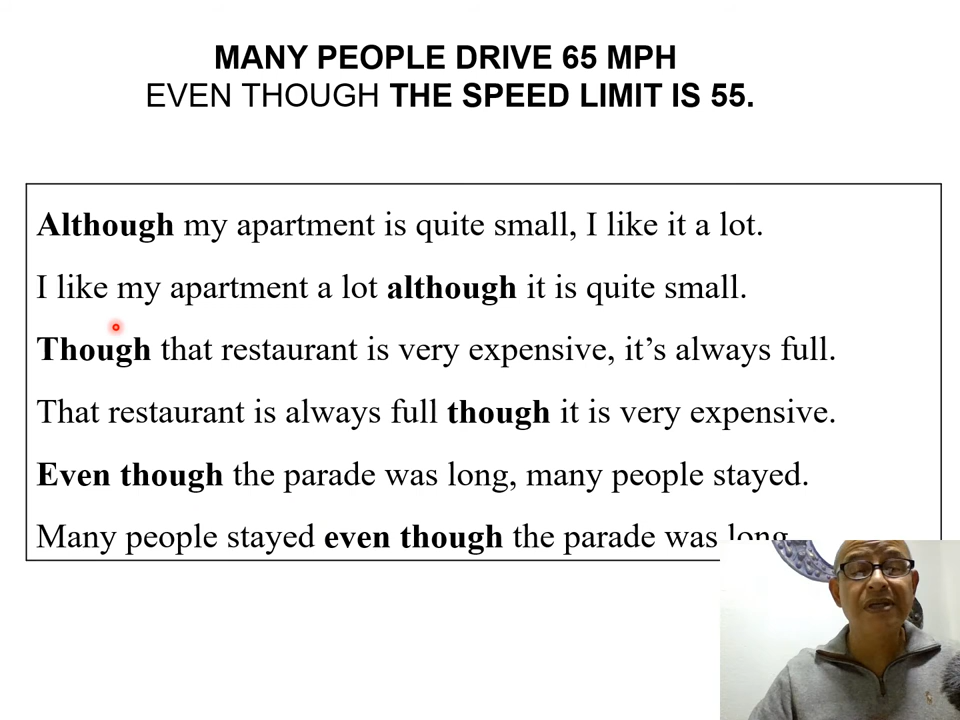 MANY PEOPLE DRIVE 65 MPH
EVEN THOUGH THE SPEED LIMIT IS 55.
Although my apartment is quite small, I like it a lot.
I like my apartment a lot although it is quite small.
Though that restaurant is very expensive, it’s always full.
That restaurant is always full though it is very expensive.
Even though the parade was long, many people stayed.
Many people stayed even though the parade was long